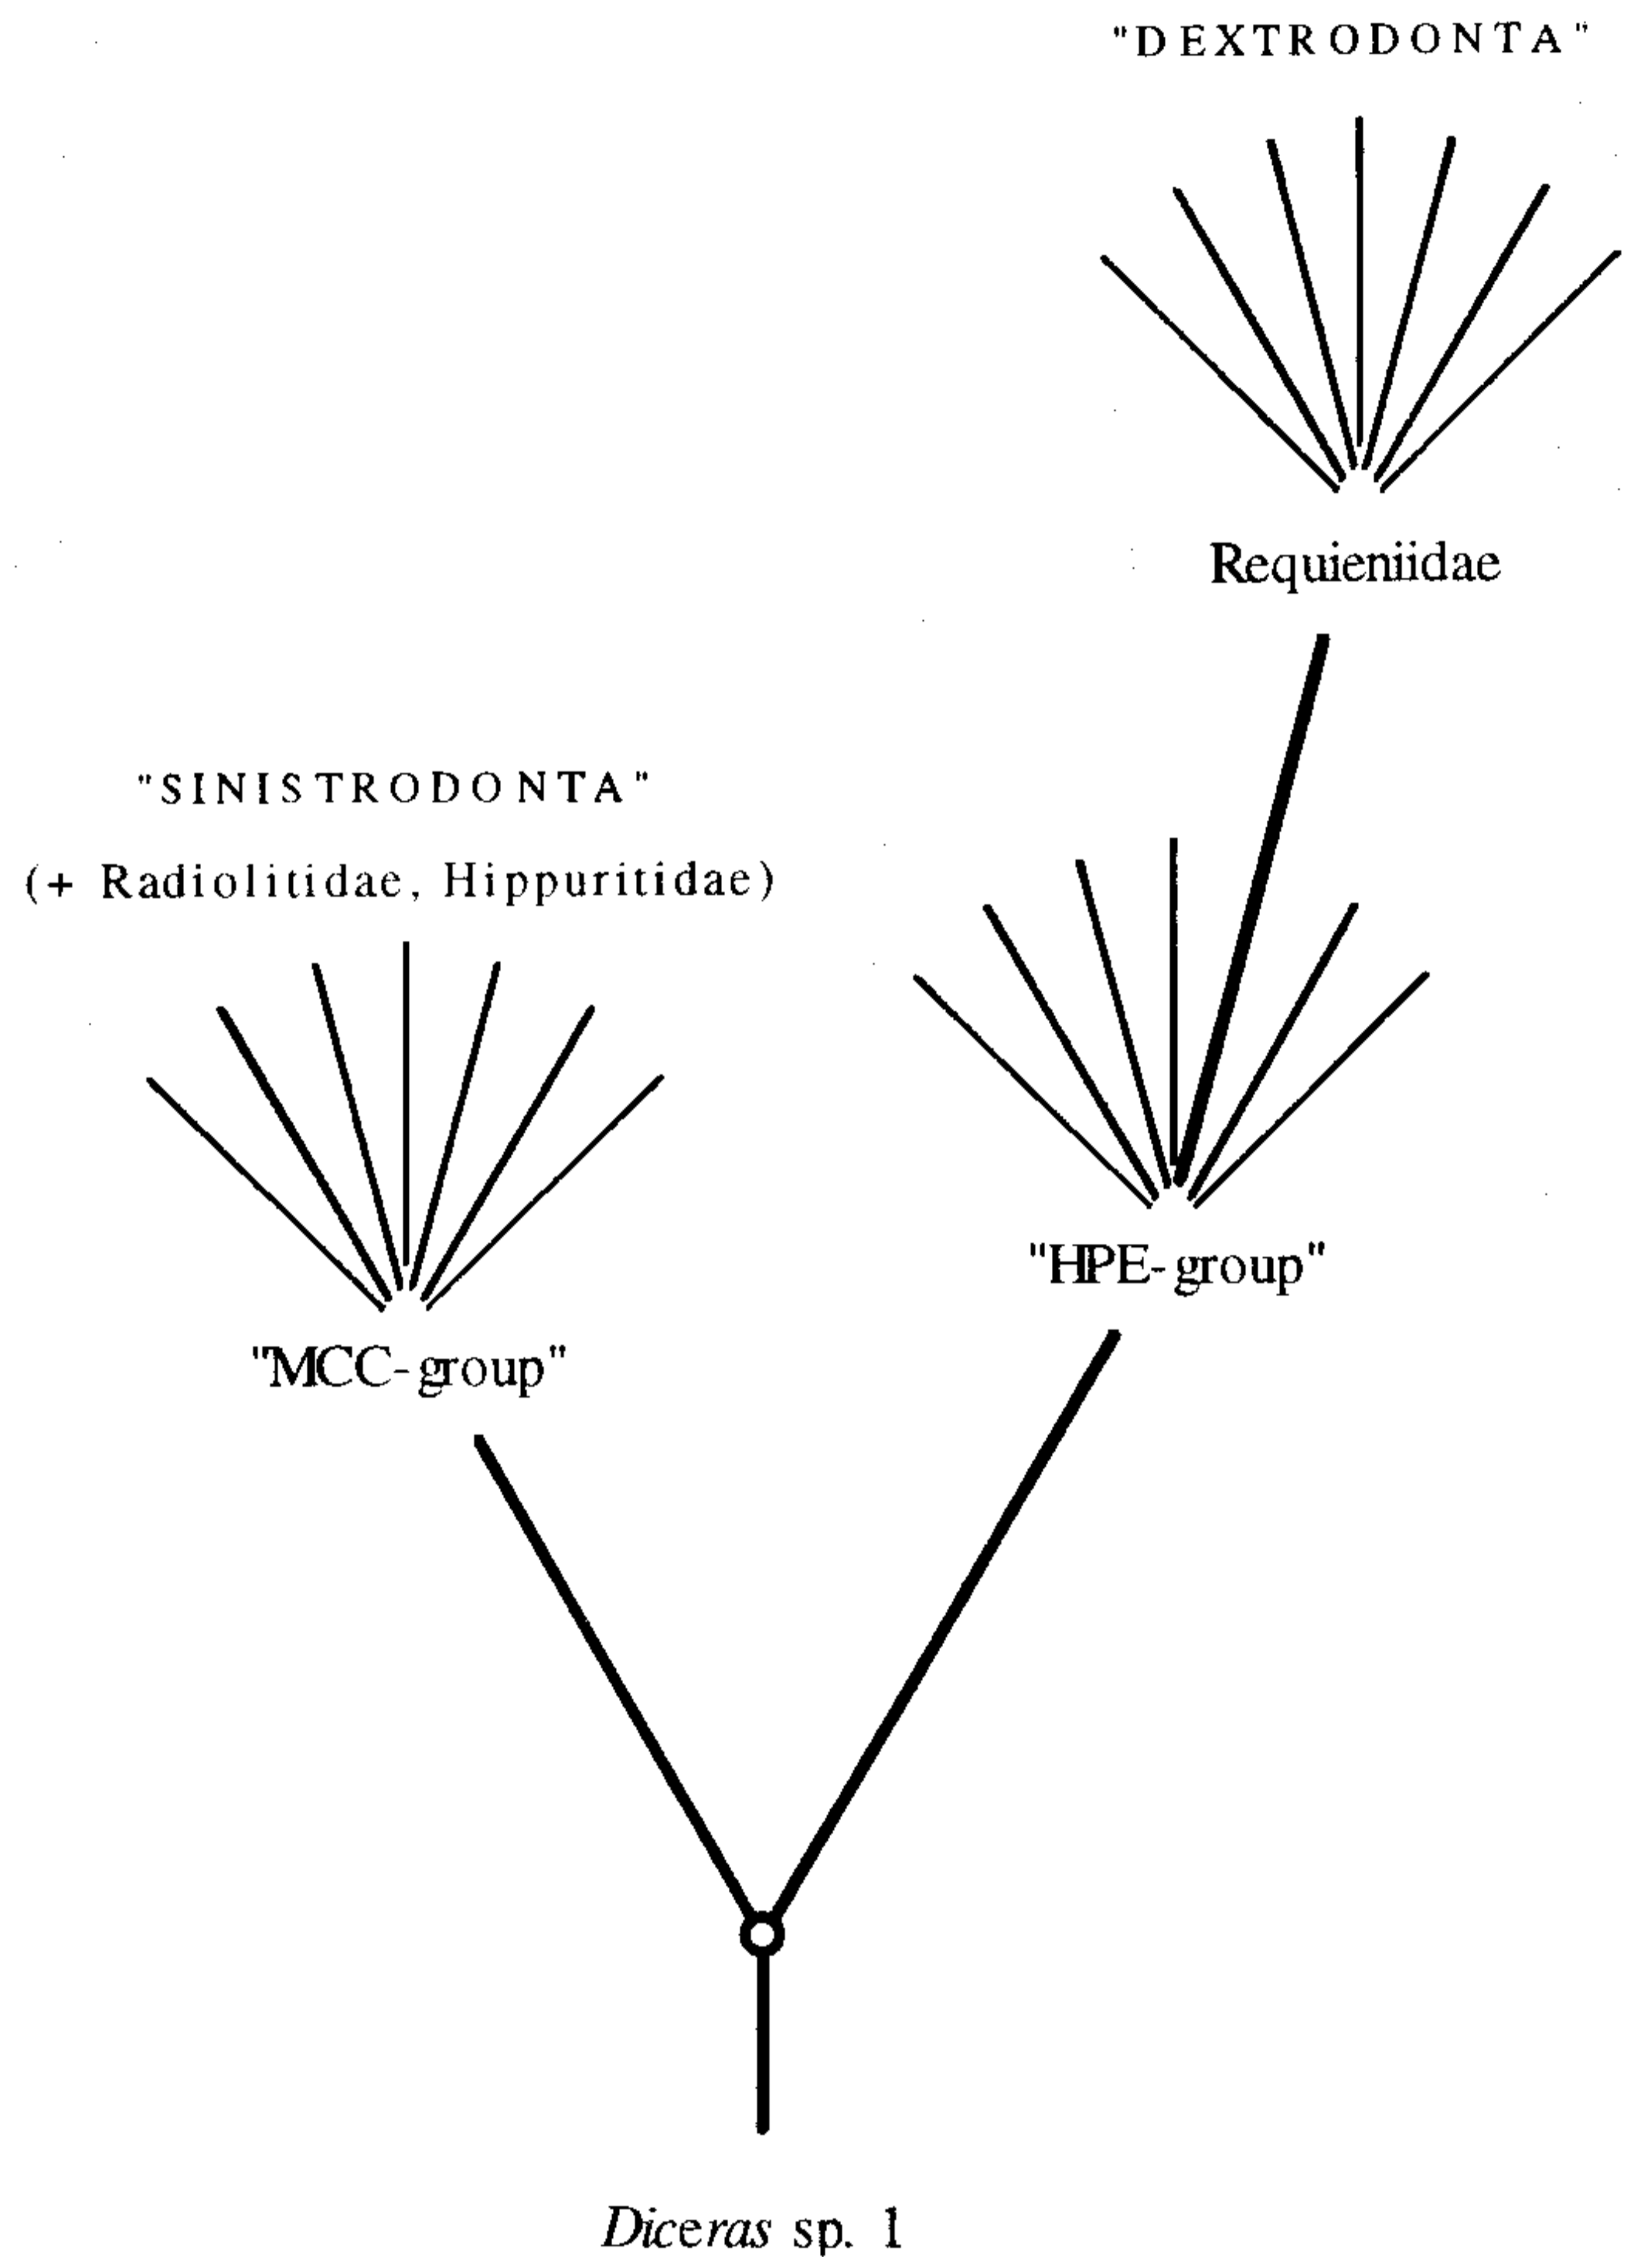 "DEXTRODONTA"
Requieniidae
"SINISTRODONTA"
(+ Radiolitidae, Hippuritidae)
"HPE-group"
"MCC-group"
Diceras sp. 1